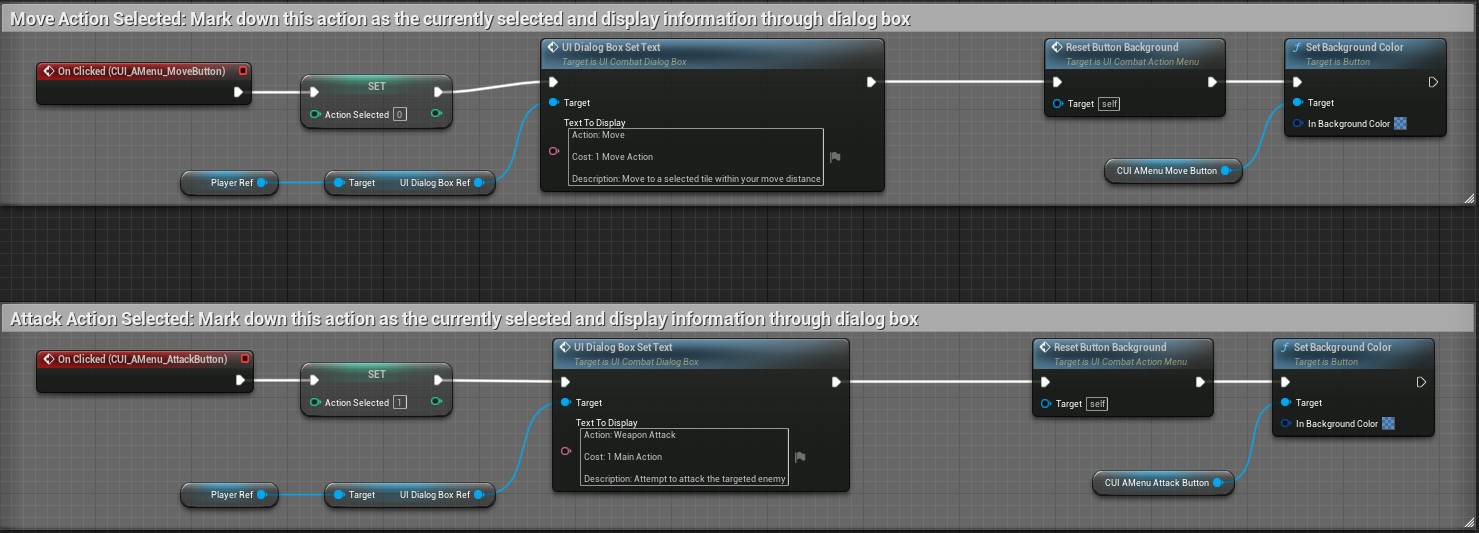 Move Action Selected: Mark down this action as the currently selected and display information through dialog box
On Clicked (CUI_AMenu_MoveButton)
SET
Action Selected 0
Player Ref
Target UI Dialog Box Ref
UI Dialog Box Set Text
Target is UI Combat Dialog Box
Target
Text To Display
Action: Move
Cost: 1 Move Action
Description: Move to a selected tile within your move distance
Reset Button Background
Target is UI Combat Action Menu
Target self
CUI AMenu Move Button
Set Background Color
Target is Button
Target
In Background Color
Attack Action Selected: Mark down this action as the currently selected and display information through dialog box
On Clicked (CUI_AMenu_AttackButton)
SET
Action Selected 1
Player Ref
Target UI Dialog Box Ref
UI Dialog Box Set Text
Target is UI Combat Dialog Box
Target
Text To Display
Action: Weapon Attack
Cost: 1 Main Action
Description: Attempt to attack the targeted enemy
Reset Button Background
Target is UI Combat Action Menu
Target self
CUI AMenu Attack Button
Set Background Color
Target is Button
Target
In Background Color